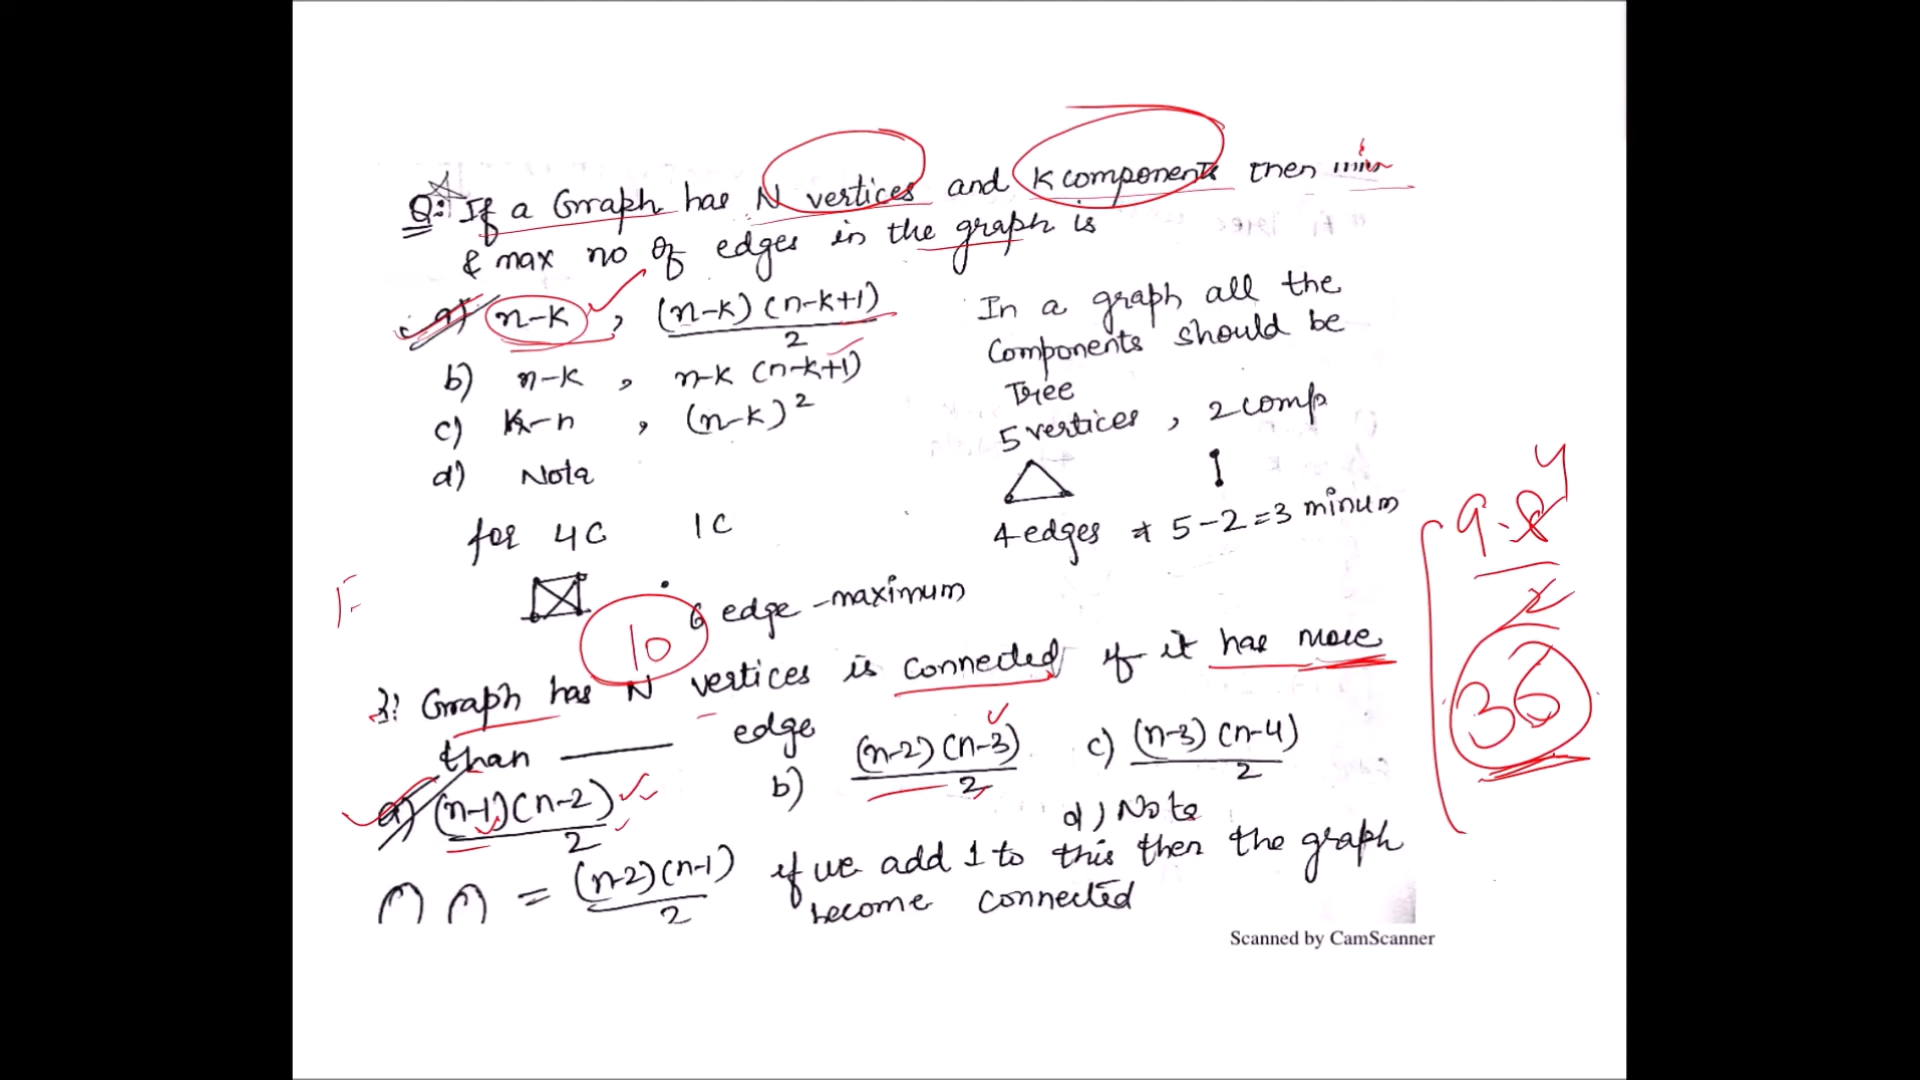 Q: If a Graph has N vertices and K components then min
& max no of edges in the graph is
a) n-k , (n-k)(n-k+1)/2
b) n-k , n-k (n-k+1)
c) k-n , (n-k)²
d) Nota
In a graph all the
Components should be
Tree
5 vertices , 2 comp
4 edges ≠ 5-2=3 minum
for 4C 1C
6 edge -maximum
10
3! Graph has N vertices is connected if it has more
than ____ edge
a) (n-1)(n-2)/2
b) (n-2)(n-3)/2
c) (n-3)(n-4)/2
d) Nota
= (n-2)(n-1)/2 if we add 1 to this then the graph
become connected
9.8 4
2
36
Scanned by CamScanner